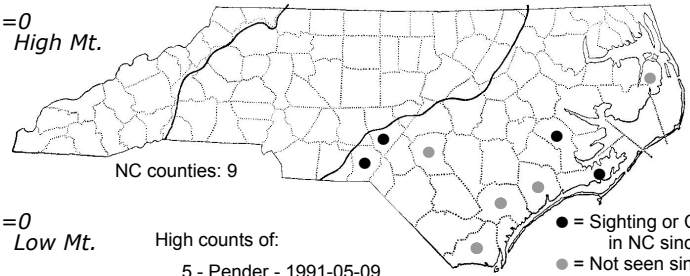 =0
High Mt.
NC counties: 9
=0
Low Mt.
High counts of:
5 - Pender - 1991-05-09
● = Sighting or
in NC sinc
● = Not seen sin